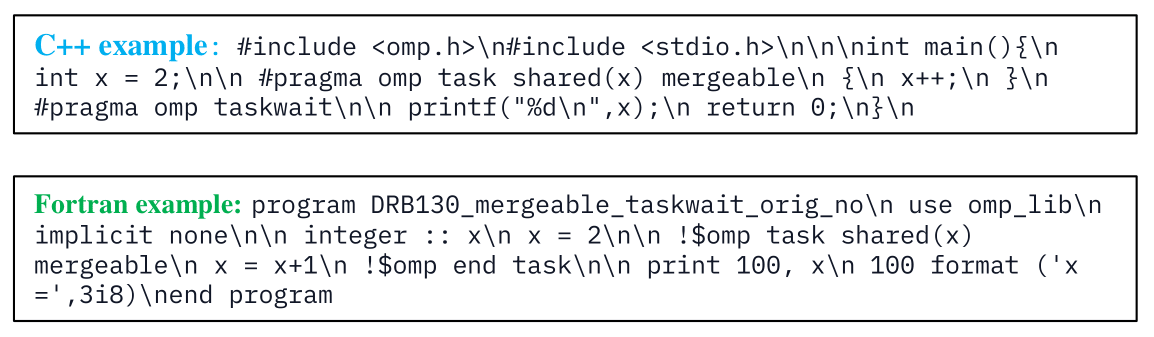 C++ example: #include <omp.h>\n#include <stdio.h>\n\n\nint main(){\n
int x = 2;\n\n #pragma omp task shared(x) mergeable\n {\n x++;\n }\n
#pragma omp taskwait\n\n printf("%d\n",x);\n return 0;\n}\n
Fortran example: program DRB130_mergeable_taskwait_orig_no\n use omp_lib\n
implicit none\n\n integer :: x\n x = 2\n\n !$omp task shared(x)
mergeable\n x = x+1\n !$omp end task\n\n print 100, x\n 100 format ('x
=',3i8)\nend program